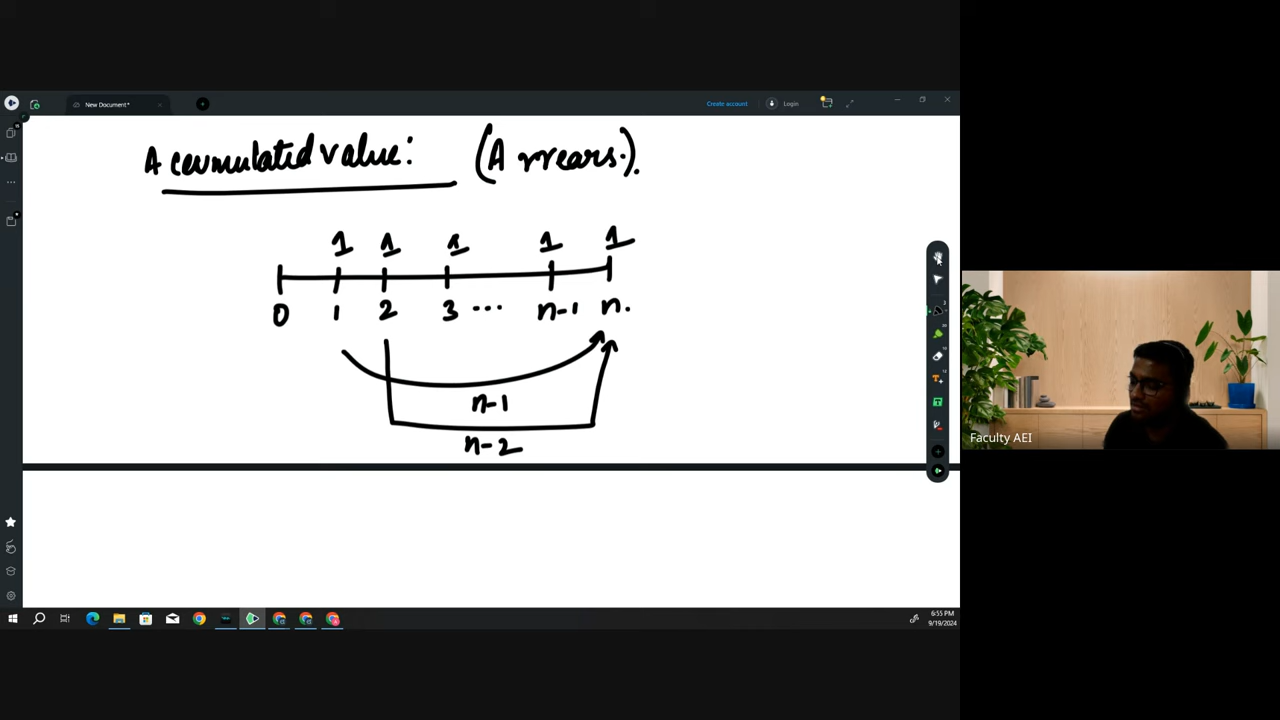 New Document*
Create account
Login
Accumulated value: (Arrears.).
1 1 1 1 1
0 1 2 3 ... n-1 n.
n-1
n-2
Faculty AEI
6:55 PM
9/19/2024